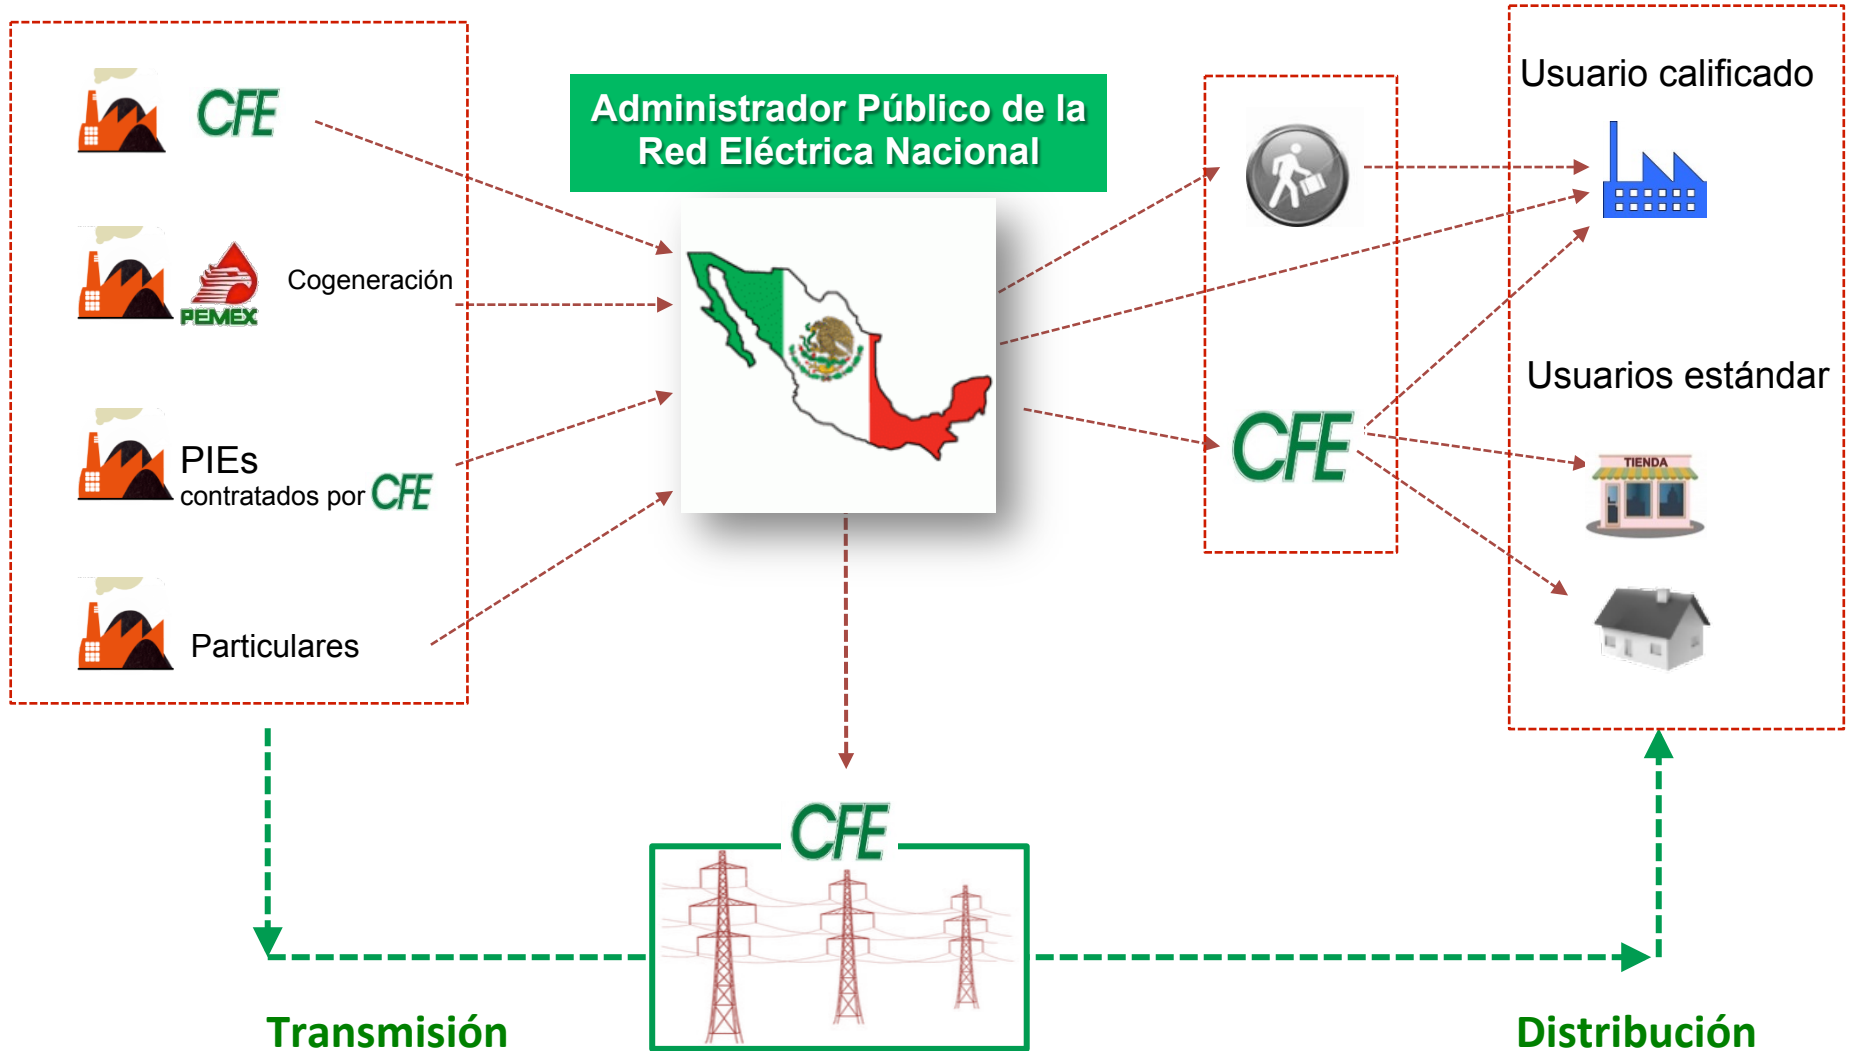 CFE
Cogeneración
PEMEX
PIEs
contratados por CFE
Particulares
Administrador Público de la
Red Eléctrica Nacional
CFE
Usuario calificado
Usuarios estándar
TIENDA
CFE
Transmisión
Distribución